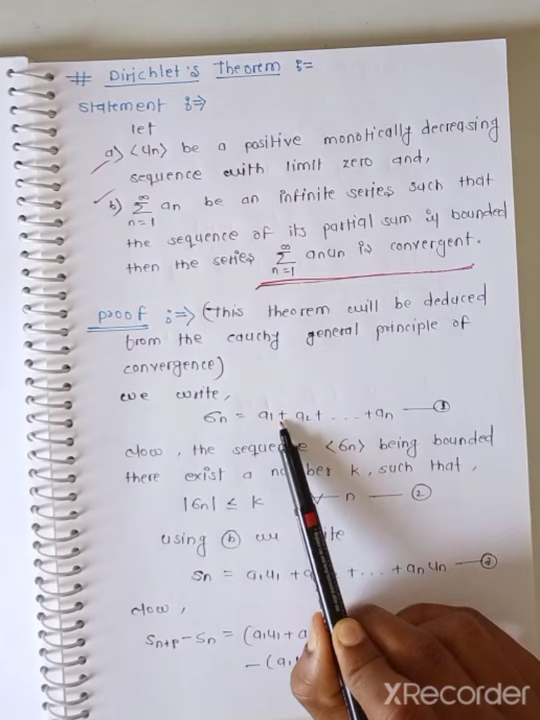 # Dirichlet's Theorem :=
Statement :=>
let
a) <un> be a positive monotically decreasing
sequence with limit zero and,
b) ∞ Σ n=1 an be an infinite series such that
the sequence of its partial sum is bounded
then the series ∞ Σ n=1 anun is convergent.
proof :=> (this theorem will be deduced
from the cauchy general principle of
convergence)
we write,
σn = a1 + a2 + ... + an — ①
Now, the sequence <σn> being bounded
there exist a number k, such that,
|σn| ≤ k n — ②
using ⓑ we
Sn = a1u1 + + ... + anun — ③
Now,
Sn+p - Sn = (a1u1 +
- (a1
XRecorder